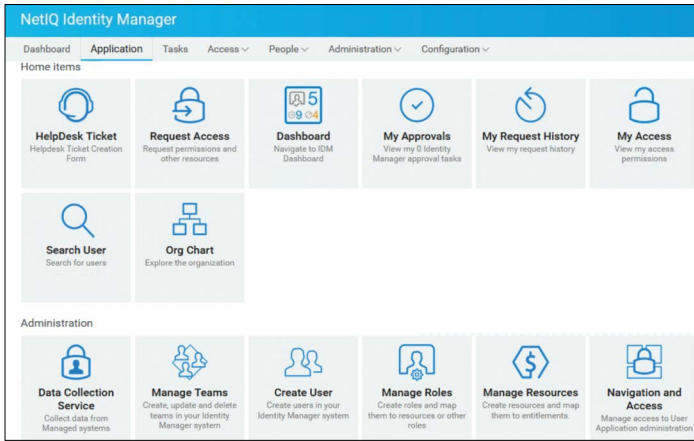 NetIQ Identity Manager
Dashboard Application Tasks Access People Administration Configuration
Home items
HelpDesk Ticket
Helpdesk Ticket Creation
Form
Request Access
Request permissions and
other resources
5
9 4
Dashboard
Navigate to IDM
Dashboard
My Approvals
View my 0 Identity
Manager approval tasks
My Request History
View my request history
My Access
View my access
permissions
Search User
Search for users
Org Chart
Explore the organization
Administration
Data Collection
Service
Collect data from
Managed systems
Manage Teams
Create, update and delete
teams in your Identity
Manager system
Create User
Create users in your
Identity Manager system
Manage Roles
Create roles and map
them to resources or other
roles
$
Manage Resources
Create resources and map
them to entitlements.
Navigation and
Access
Manage access to User
Application administration